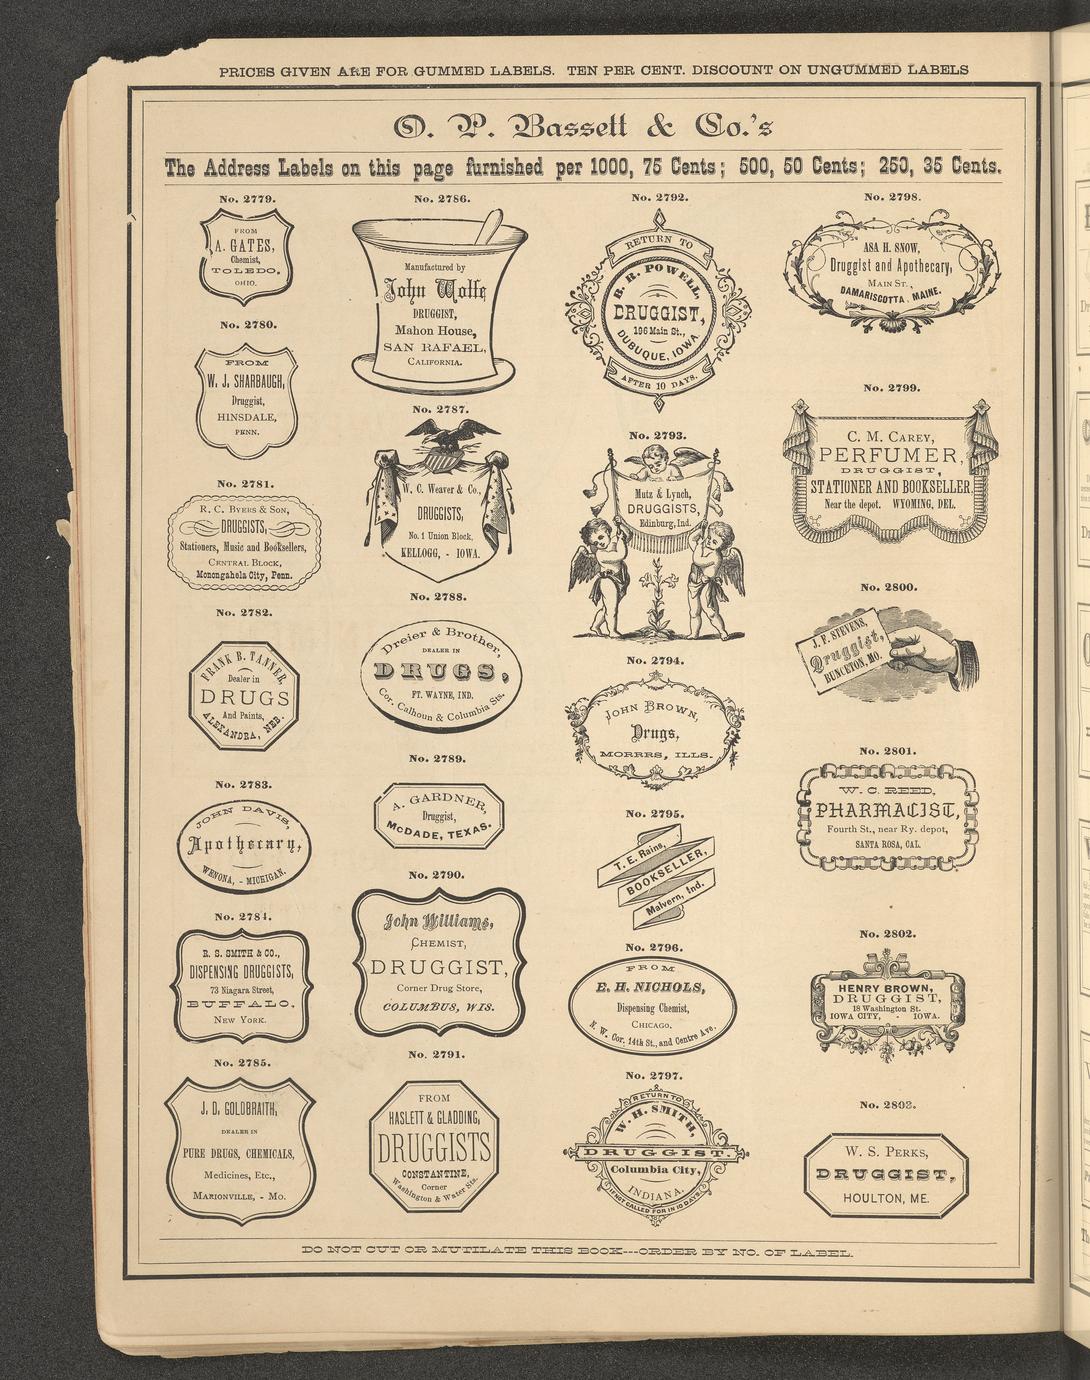 PRICES GIVEN ARE FOR GUMMED LABELS. TEN PER CENT. DISCOUNT ON UNGUMMED LABELS
O. P. Bassett & Co.'s
The Address Labels on this page furnished per 1000, 75 Cents; 500, 50 Cents; 250, 35 Cents.
No. 2779.
FROM
A. GATES,
Chemist,
TOLEDO,
OHIO.
No. 2780.
FROM
W. J. SHARBAUGH,
Druggist,
HINSDALE,
PENN.
No. 2781.
R. C. BYERS & SON,
DRUGGISTS,
Stationers, Music and Booksellers,
CENTRAL BLOCK,
Monongahela City, Penn.
No. 2782.
FRANK B. TANNER,
Dealer in
DRUGS
And Paints,
ALEXANDRA, NEB.
No. 2783.
JOHN DAVIS,
Apothecary,
WENONA, - MICHIGAN.
No. 2784.
R. S. SMITH & CO.,
DISPENSING DRUGGISTS,
73 Niagara Street,
BUFFALO,
NEW YORK.
No. 2785.
J. D. GOLDBRAITH,
DEALER IN
PURE DRUGS, CHEMICALS,
Medicines, Etc.,
MARIONVILLE, - MO.
No. 2786.
Manufactured by
John Wolfe
DRUGGIST,
Mahon House,
SAN RAFAEL,
CALIFORNIA.
No. 2787.
W. C. Weaver & Co.,
DRUGGISTS,
No. 1 Union Block,
KELLOGG, - IOWA.
No. 2788.
Dreier & Brother,
DEALER IN
DRUGS,
FT. WAYNE, IND.
Cor. Calhoun & Columbia Sts.
No. 2789.
A. GARDNER,
Druggist,
McDADE, TEXAS.
No. 2790.
John Williams,
CHEMIST,
DRUGGIST,
Corner Drug Store,
COLUMBUS, WIS.
No. 2791.
FROM
HASLETT & GLADDING,
DRUGGISTS
CONSTANTINE,
Corner
Washington & Water Sts.
No. 2792.
RETURN TO
B. R. POWELL,
DRUGGIST,
196 Main St.,
DUBUQUE, IOWA.
AFTER 10 DAYS.
No. 2793.
Mutz & Lynch,
DRUGGISTS,
Edinburg, Ind.
No. 2794.
JOHN BROWN,
Drugs,
MORRRS, ILLS.
No. 2795.
T. E. Rains,
BOOKSELLER,
Malvern, Ind.
No. 2796.
FROM
E. H. NICHOLS,
Dispensing Chemist,
CHICAGO.
N. W. Cor. 14th St., and Centre Ave.
No. 2797.
RETURN TO
W. H. SMITH,
DRUGGIST.
Columbia City,
INDIANA.
IF NOT CALLED FOR IN 10 DAYS.
No. 2798.
ASA H. SNOW,
Druggist and Apothecary,
MAIN ST.,
DAMARISCOTTA, MAINE.
No. 2799.
C. M. CAREY,
PERFUMER,
DRUGGIST,
STATIONER AND BOOKSELLER,
Near the depot. WYOMING, DEL.
No. 2800.
J. F. STEVENS,
Druggist,
BUNCETON, MO.
No. 2801.
W. C. REED,
PHARMACIST,
Fourth St., near Ry. depot,
SANTA ROSA, CAL.
No. 2802.
HENRY BROWN,
DRUGGIST,
18 Washington St.
IOWA CITY, - IOWA.
No. 2803.
W. S. PERKS,
DRUGGIST,
HOULTON, ME.
DO NOT CUT OR MUTILATE THIS BOOK---ORDER BY NO. OF LABEL.